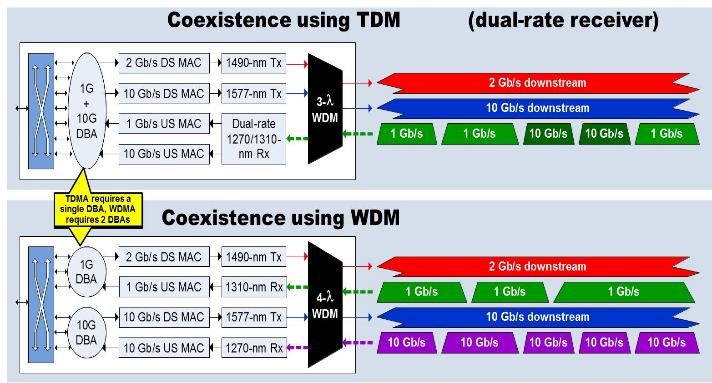 Coexistence using TDM (dual-rate receiver)
2 Gb/s DS MAC
1490-nm Tx
10 Gb/s DS MAC
1577-nm Tx
1 Gb/s US MAC
10 Gb/s US MAC
Dual-rate
1270/1310-
nm Rx
1G
+
10G
DBA
3-λ
WDM
2 Gb/s downstream
10 Gb/s downstream
1 Gb/s
1 Gb/s
10 Gb/s
10 Gb/s
1 Gb/s
TDMA requires a
single DBA, WDMA
requires 2 DBAs
Coexistence using WDM
1G
DBA
10G
DBA
2 Gb/s DS MAC
1490-nm Tx
1 Gb/s US MAC
1310-nm Rx
10 Gb/s DS MAC
1577-nm Tx
10 Gb/s US MAC
1270-nm Rx
4-λ
WDM
2 Gb/s downstream
1 Gb/s
1 Gb/s
1 Gb/s
10 Gb/s downstream
10 Gb/s
10 Gb/s
10 Gb/s
10 Gb/s
10 Gb/s